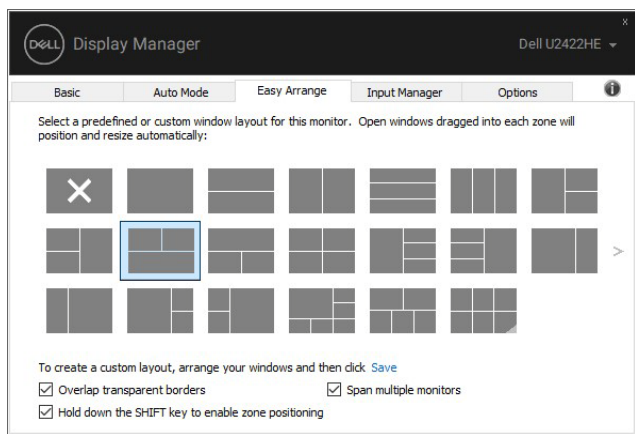 x
DELL Display Manager
Dell U2422HE
Basic Auto Mode Easy Arrange Input Manager Options i
Select a predefined or custom window layout for this monitor. Open windows dragged into each zone will
position and resize automatically:
>
To create a custom layout, arrange your windows and then click Save
Overlap transparent borders Span multiple monitors
Hold down the SHIFT key to enable zone positioning